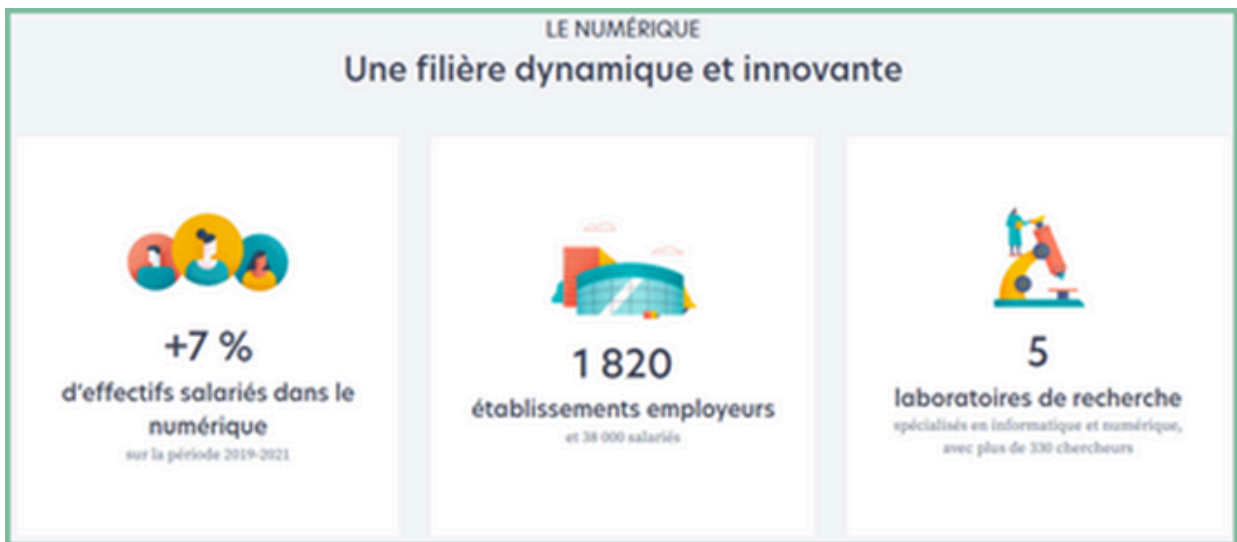 LE NUMÉRIQUE
Une filière dynamique et innovante
+7 %
d'effectifs salariés dans le
numérique
sur la période 2019-2021
1 820
établissements employeurs
et 38 000 salariés
5
laboratoires de recherche
spécialisés en informatique et numérique,
avec plus de 330 chercheurs